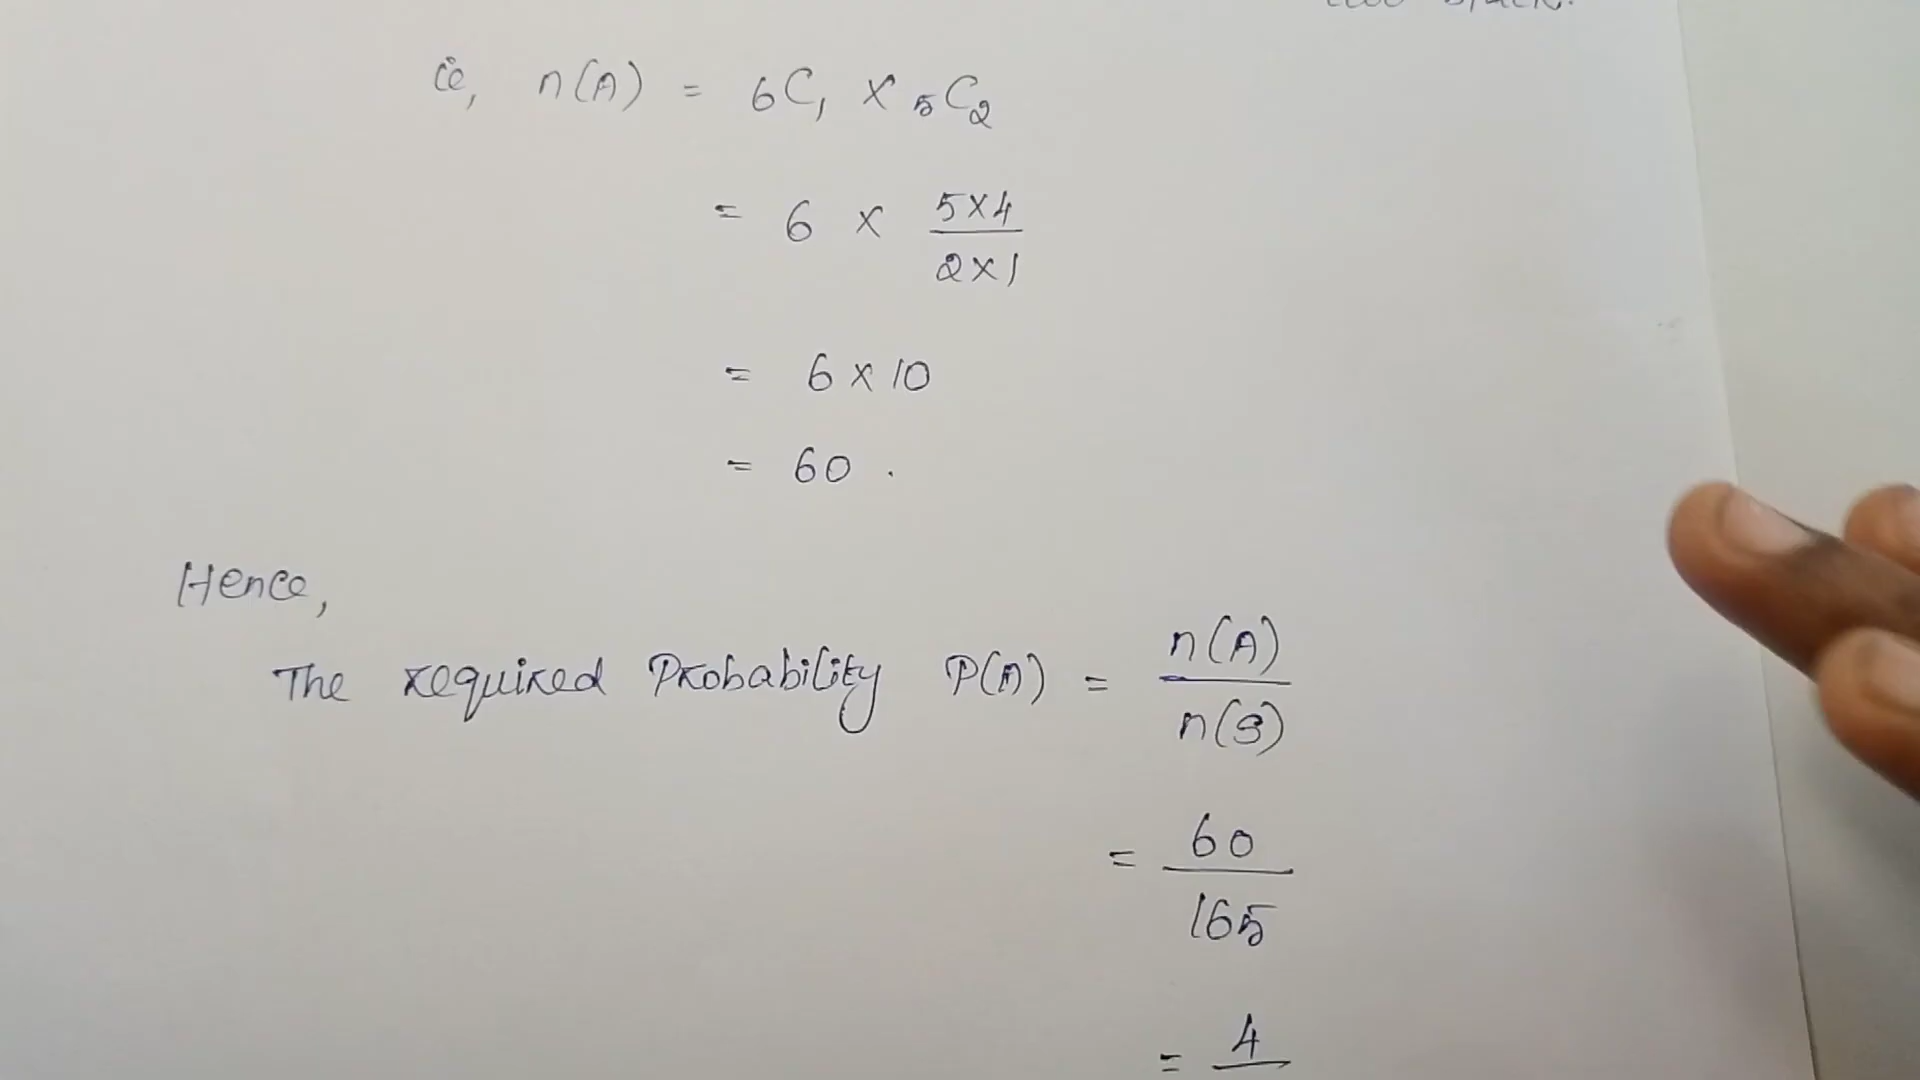 ie, n(A) = 6C1 × 5C2
= 6 × 5×4 / 2×1
= 6 × 10
= 60 .
Hence,
The required Probability P(A) = n(A) / n(S)
= 60 / 165
= 4